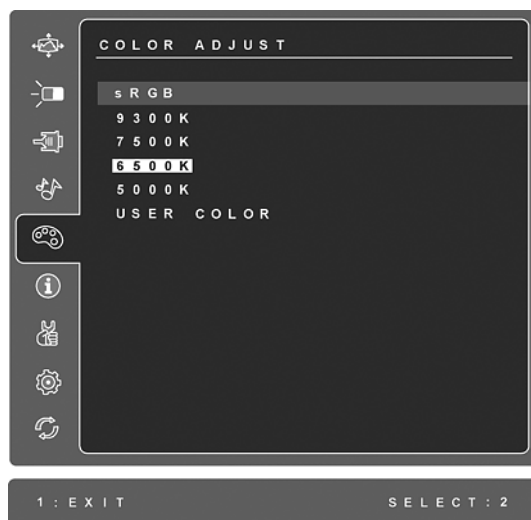 COLOR ADJUST
sRGB
9300K
7500K
6500K
5000K
USER COLOR
1:EXIT SELECT:2